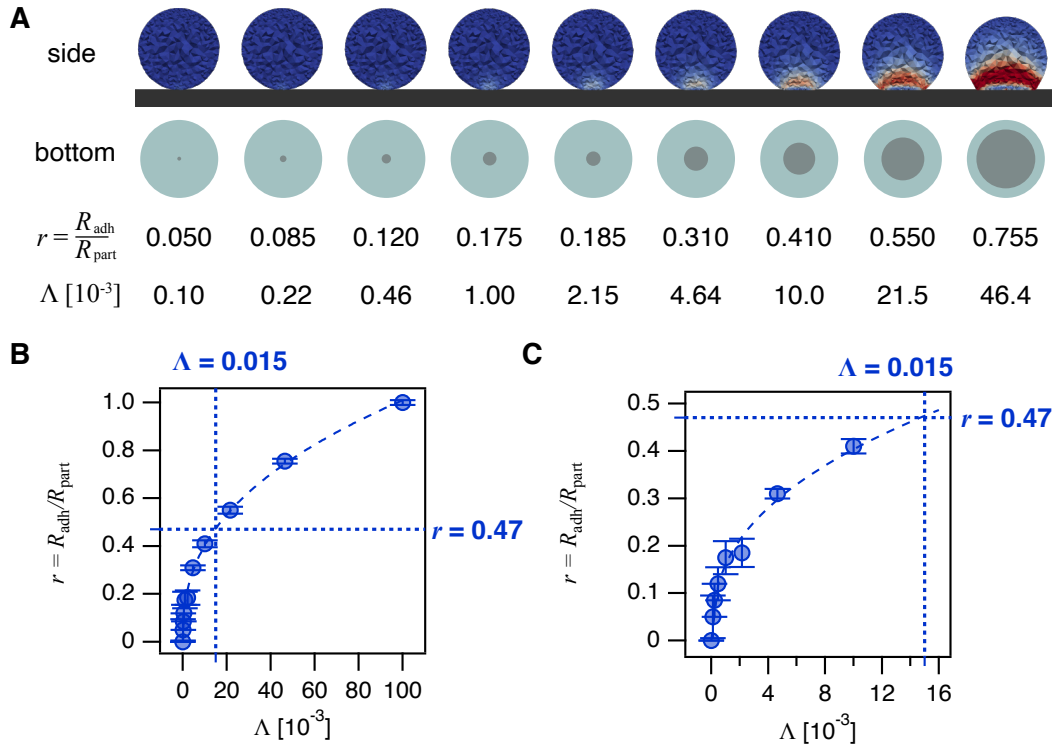 A
side
bottom
r = R_adh/R_part 0.050 0.085 0.120 0.175 0.185 0.310 0.410 0.550 0.755
Λ [10⁻³] 0.10 0.22 0.46 1.00 2.15 4.64 10.0 21.5 46.4
B
Λ = 0.015
1.0
0.8
0.6
0.4
0.2
0
r = R_adh/R_part
r = 0.47
0 20 40 60 80 100
Λ [10⁻³]
C
Λ = 0.015
0.5
0.4
0.3
0.2
0.1
0
r = R_adh/R_part
r = 0.47
0 4 8 12 16
Λ [10⁻³]